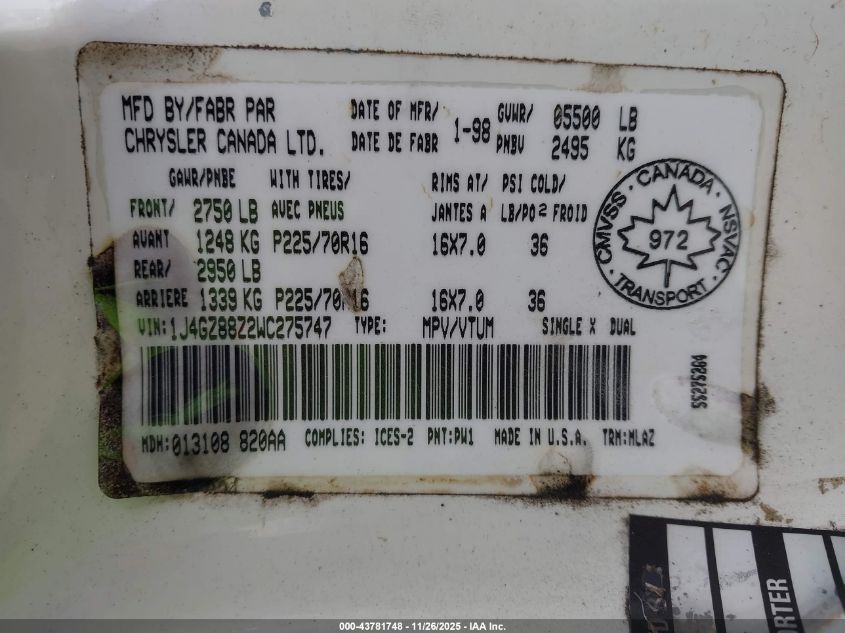 MFD BY/FABR PAR DATE OF MFR/ GVWR/ 05500 LB
CHRYSLER CANADA LTD. DATE DE FABR 1-98 PNBV 2495 KG
GAWR/PNBE WITH TIRES/ RIMS AT/ PSI COLD/
FRONT/ 2750 LB AVEC PNEUS JANTES A LB/PO2 FROID
AVANT 1248 KG P225/70R16 16X7.0 36
REAR/ 2950 LB
ARRIERE 1339 KG P225/70R16 16X7.0 36
VIN:1J4GZ88Z2WC275747 TYPE: MPV/VTUM SINGLE X DUAL
MDH:013108 820AA COMPLIES: ICES-2 PNT:PW1 MADE IN U.S.A. TRM:MLAZ
CANADA
CMVSS NSVAC
972
TRANSPORT
000-43781748 - 11/26/2025 - IAA Inc.